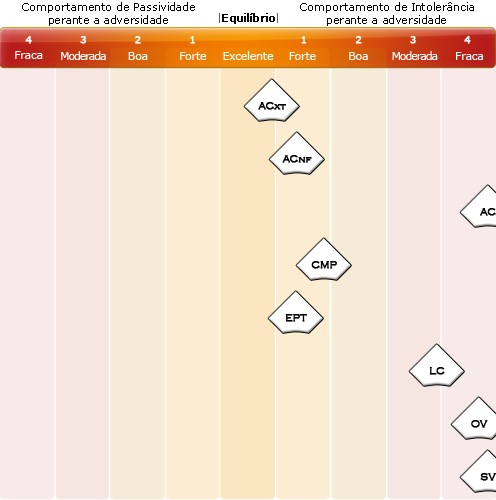 Comportamento de Passividade
perante a adversidade
|Equilíbrio|
Comportamento de Intolerância
perante a adversidade
4 3 2 1 1 2 3 4
Fraca Moderada Boa Forte Excelente Forte Boa Moderada Fraca
ACXT
ACNF
AC
CMP
EPT
LC
OV
SV